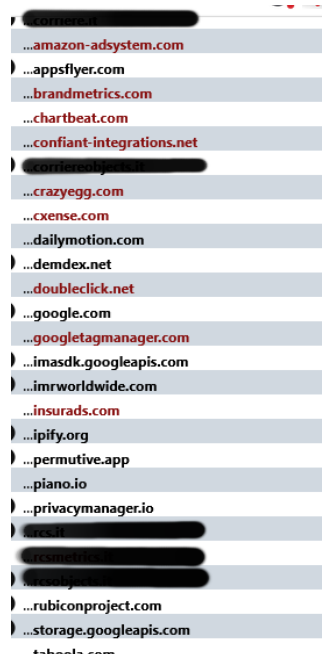 ...amazon-adsystem.com
...appsflyer.com
...brandmetrics.com
...chartbeat.com
...confiant-integrations.net
...crazyegg.com
...cxense.com
...dailymotion.com
...demdex.net
...doubleclick.net
...google.com
...googletagmanager.com
...imasdk.googleapis.com
...imrworldwide.com
...insurads.com
...ipify.org
...permutive.app
...piano.io
...privacymanager.io
...rubiconproject.com
...storage.googleapis.com
...taboola.com